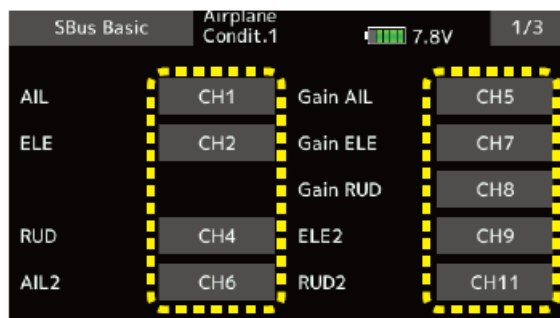 SBus Basic Airplane 7.8V 1/3
Condit.1
AIL CH1 Gain AIL CH5
ELE CH2 Gain ELE CH7
Gain RUD CH8
RUD CH4 ELE2 CH9
AIL2 CH6 RUD2 CH11